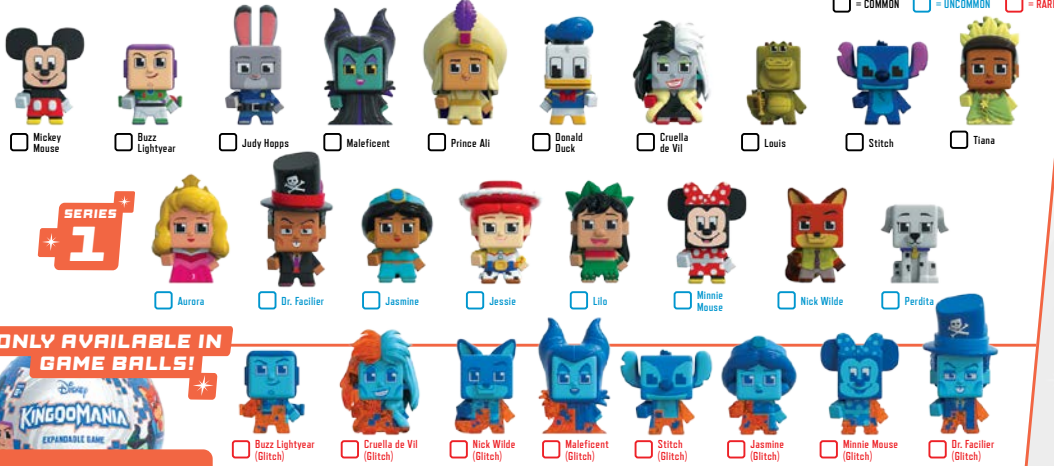 = COMMON = UNCOMMON = RARE
Mickey Mouse
Buzz Lightyear
Judy Hopps
Maleficent
Prince Ali
Donald Duck
Cruella de Vil
Louis
Stitch
Tiana
SERIES
1
Aurora
Dr. Facilier
Jasmine
Jessie
Lilo
Minnie Mouse
Nick Wilde
Perdita
ONLY AVAILABLE IN
GAME BALLS!
Disney
KINGDOMANIA
EXPANDABLE GAME
Buzz Lightyear
(Glitch)
Cruella de Vil
(Glitch)
Nick Wilde
(Glitch)
Maleficent
(Glitch)
Stitch
(Glitch)
Jasmine
(Glitch)
Minnie Mouse
(Glitch)
Dr. Facilier
(Glitch)